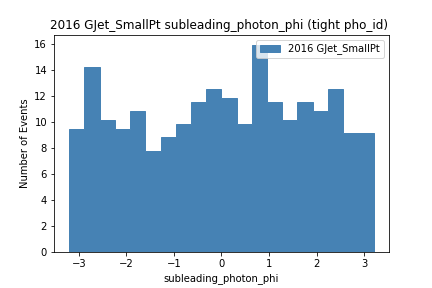 2016 GJet_SmallPt subleading_photon_phi (tight pho_id)
2016 GJet_SmallPt
Number of Events
16
14
12
10
8
6
4
2
0
−3 −2 −1 0 1 2 3
subleading_photon_phi